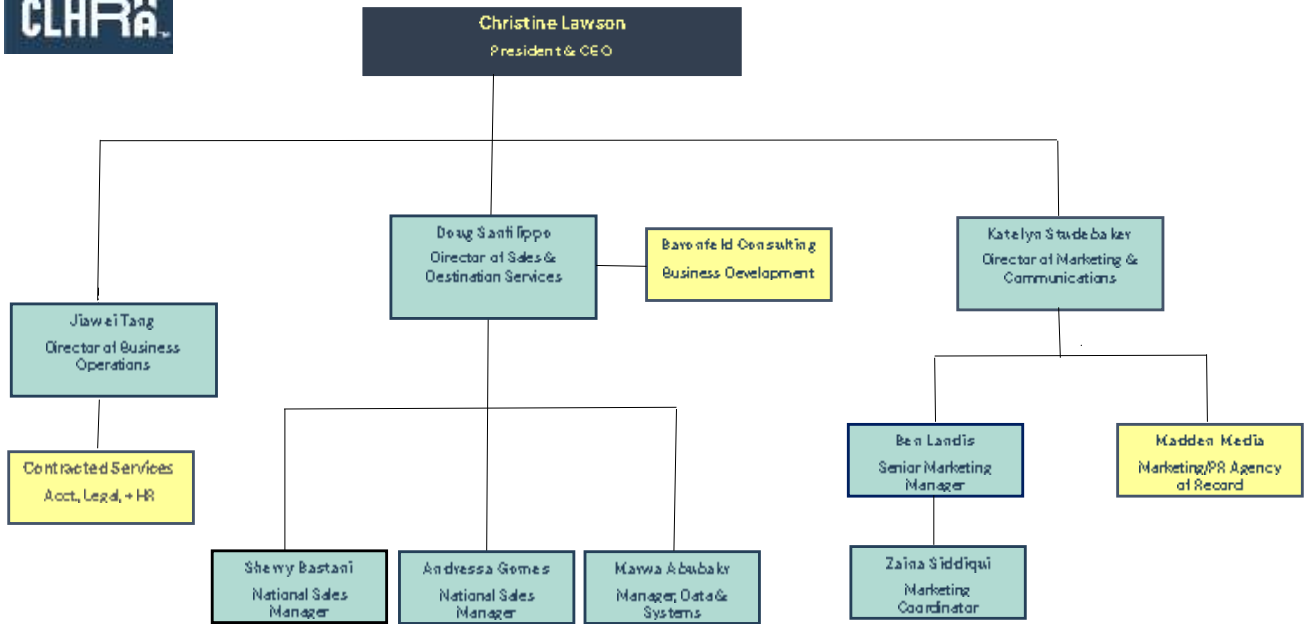 CLHRA
Christine Lawson
President & CEO
Doug Santilippo
Director of Sales &
Destination Services
Baronfeld Consulting
Business Development
Katelyn Studebaker
Director of Marketing &
Communications
Jiawei Tang
Director of Business
Operations
Contracted Services
Acct., Legal, + HR
Ben Landis
Senior Marketing
Manager
Madden Media
Marketing/PR Agency
of Record
Sherry Bastani
National Sales
Manager
Andressa Gomes
National Sales
Manager
Marwa Abubakr
Manager, Data &
Systems
Zaina Siddiqui
Marketing
Coordinator